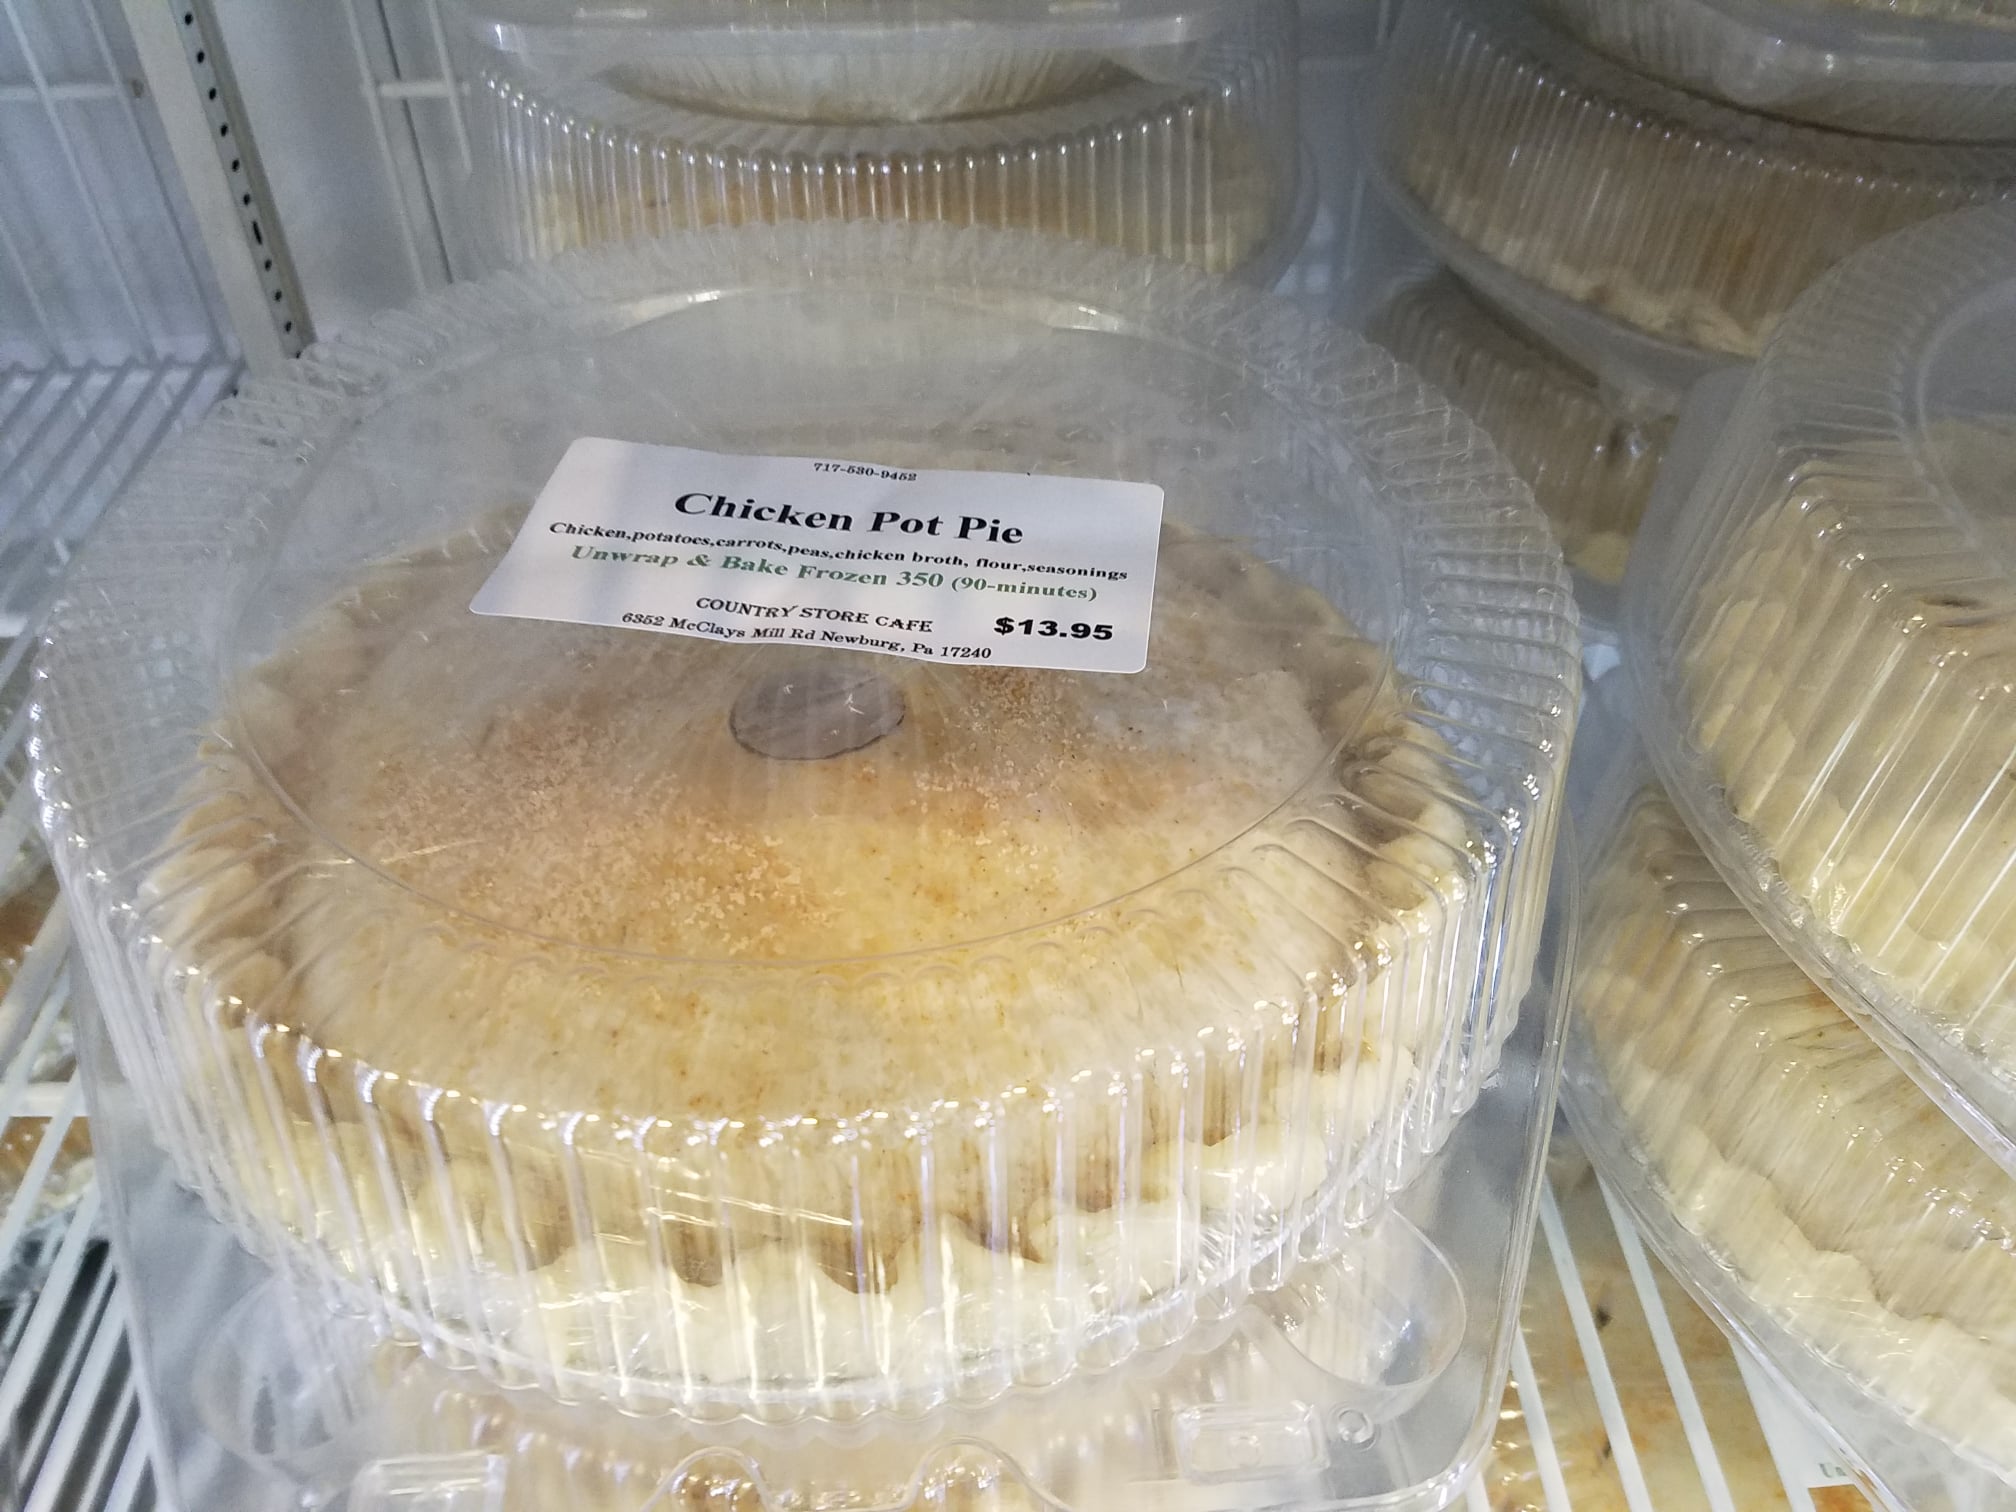 717-530-9452
Chicken Pot Pie
Chicken,potatoes,carrots,peas,chicken broth, flour,seasonings
Unwrap & Bake Frozen 350 (90-minutes)
COUNTRY STORE CAFE
6352 McClays Mill Rd Newburg, Pa 17240
$13.95